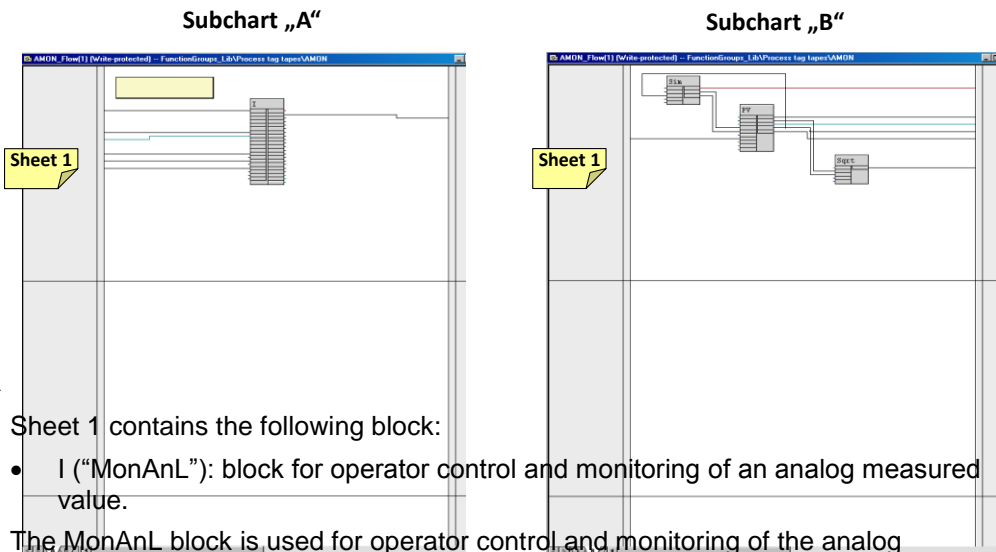 Subchart „A“
Subchart „B“
AMON_Flow(1) (Write-protected) -- FunctionGroups_Lib\Process tag tapes\AMON
AMON_Flow(1) (Write-protected) -- FunctionGroups_Lib\Process tag tapes\AMON
I
Sim
PV
Sqrt
Sheet 1
Sheet 1
Sheet 1 contains the following block:
• I (“MonAnL”): block for operator control and monitoring of an analog measured
value.
The MonAnL block is used for operator control and monitoring of the analog